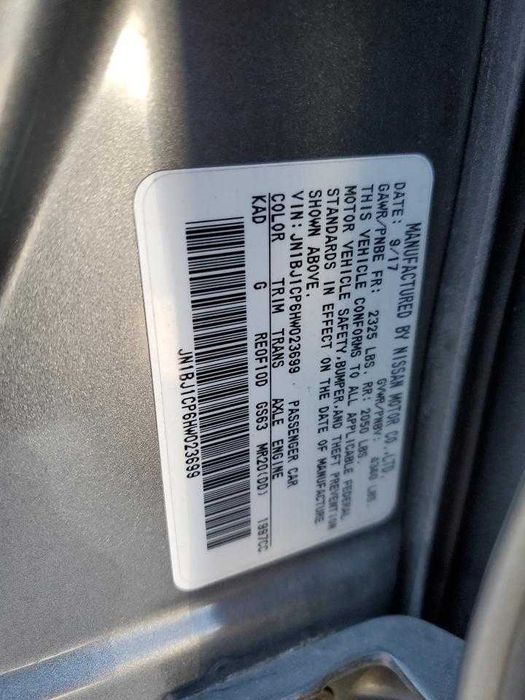 MANUFACTURED BY NISSAN MOTOR CO.,LTD.
DATE: 9/17 GVWR/PNBV: LBS.
GAWR/PNBE FR: 2325 LBS. RR: 2050 LBS.
THIS VEHICLE CONFORMS TO ALL APPLICABLE FEDERAL
MOTOR VEHICLE SAFETY,BUMPER,AND THEFT PREVENTION
STANDARDS IN EFFECT ON THE DATE OF MANUFACTURE
SHOWN ABOVE.
VIN: JN1BJ1CP6HW023699 PASSENGER CAR
COLOR TRIM TRANS AXLE ENGINE
KAD G RE0F10D GS63 MR20(DD) 1997CC
JN1BJ1CP6HW023699